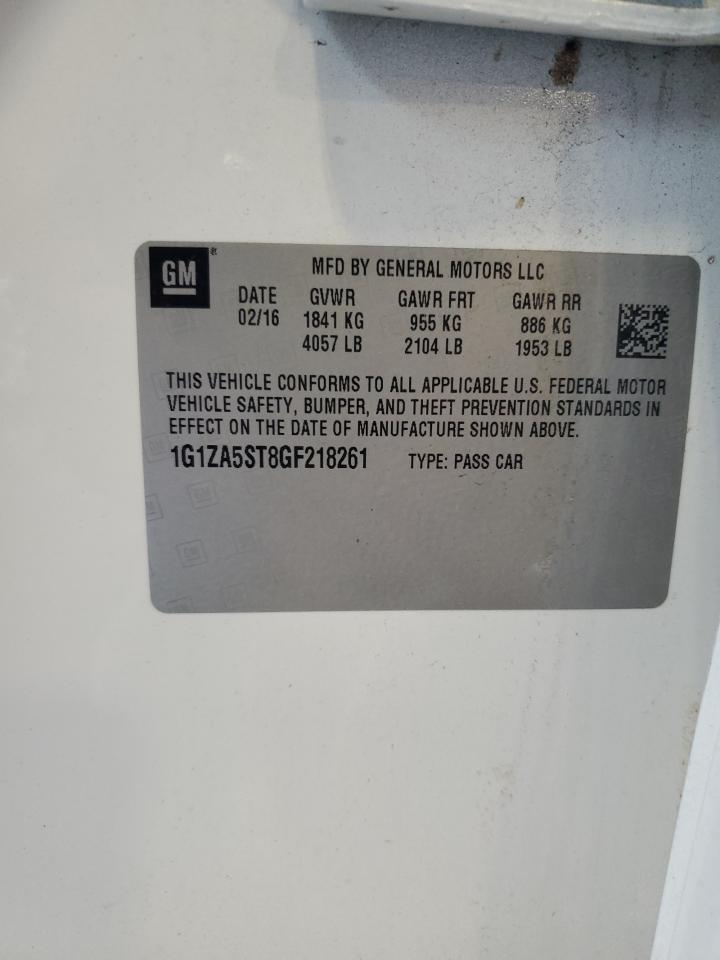 GM®
MFD BY GENERAL MOTORS LLC
DATE GVWR GAWR FRT GAWR RR
02/16 1841 KG 955 KG 886 KG
4057 LB 2104 LB 1953 LB
THIS VEHICLE CONFORMS TO ALL APPLICABLE U.S. FEDERAL MOTOR
VEHICLE SAFETY, BUMPER, AND THEFT PREVENTION STANDARDS IN
EFFECT ON THE DATE OF MANUFACTURE SHOWN ABOVE.
1G1ZA5ST8GF218261 TYPE: PASS CAR